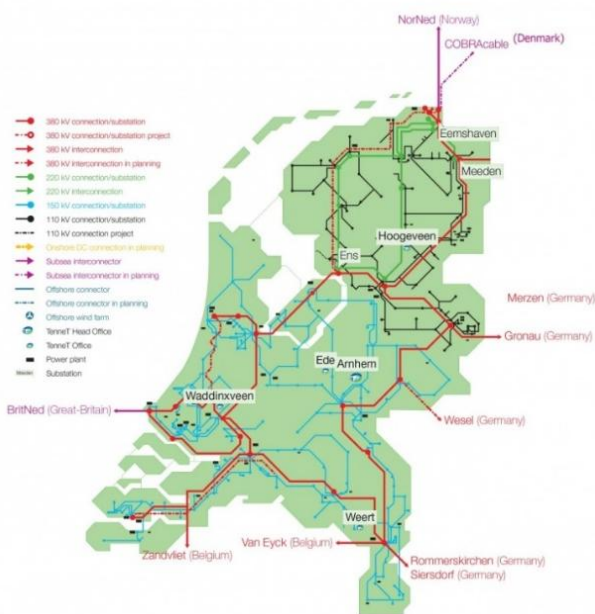 NorNed (Norway)
COBRAcable (Denmark)
380 kV connection/substation
380 kV connection/substation project
380 kV interconnection
380 kV interconnection in planning
220 kV connection/substation
220 kV interconnection
150 kV connection/substation
110 kV connection/substation
110 kV connection project
Onshore DC connection in planning
Subsea interconnector
Subsea interconnector in planning
Offshore connector
Offshore connector in planning
Offshore wind farm
TenneT Head Office
TenneT Office
Power plant
Meeden Substation
Eemshaven
Meeden
Hoogeveen
Ens
Merzen (Germany)
Gronau (Germany)
Ede Arnhem
Waddinxveen
BritNed (Great-Britain)
Wesel (Germany)
Weert
Zandvliet (Belgium)
Van Eyck (Belgium)
Rommerskirchen (Germany)
Siersdorf (Germany)